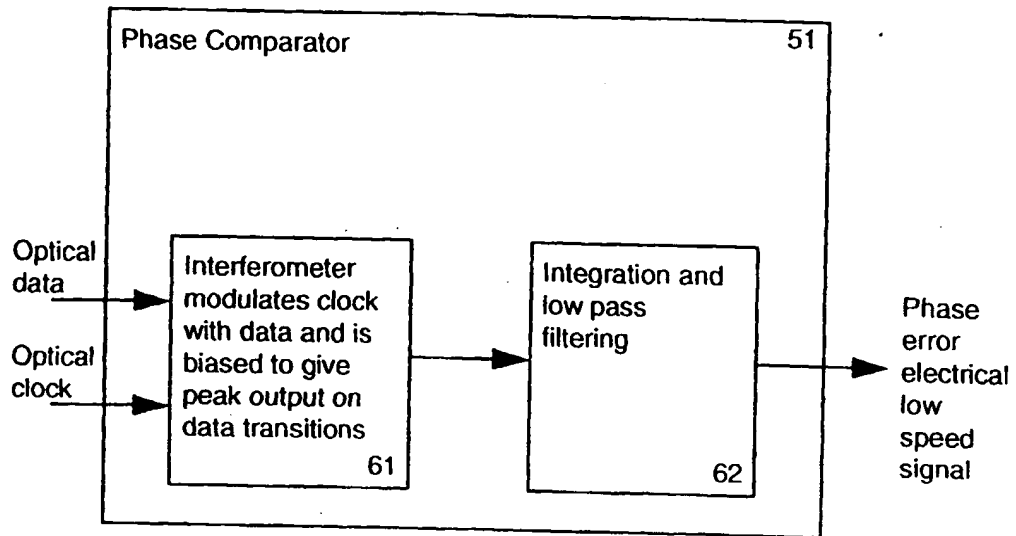 Phase Comparator
51
Optical
data
Optical
clock
Interferometer
modulates clock
with data and is
biased to give
peak output on
data transitions
61
Integration and
low pass
filtering
62
Phase
error
electrical
low
speed
signal